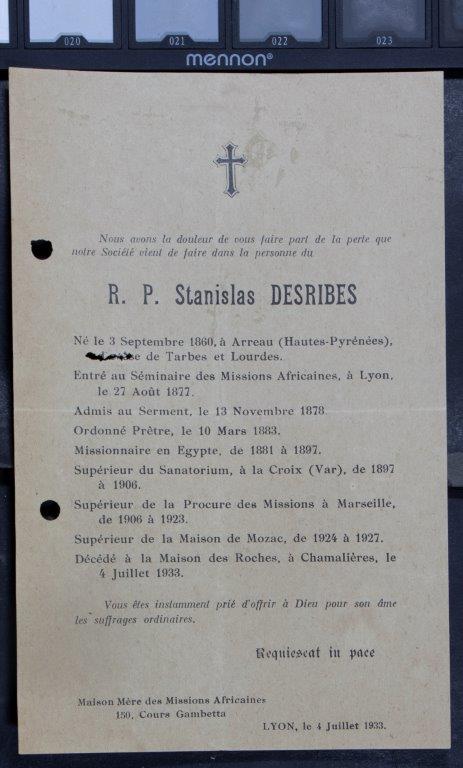 020 021 022 023
mennon®
Nous avons la douleur de vous faire part de la perte que
notre Société vient de faire dans la personne du
R. P. Stanislas DESRIBES
Né le 3 Septembre 1860, à Arreau (Hautes-Pyrénées),
de Tarbes et Lourdes.
Entré au Séminaire des Missions Africaines, à Lyon,
le 27 Août 1877.
Admis au Serment, le 13 Novembre 1878.
Ordonné Prêtre, le 10 Mars 1883.
Missionnaire en Egypte, de 1881 à 1897.
Supérieur du Sanatorium, à la Croix (Var), de 1897
à 1906.
Supérieur de la Procure des Missions à Marseille,
de 1906 à 1923.
Supérieur de la Maison de Mozac, de 1924 à 1927.
Décédé à la Maison des Roches, à Chamalières, le
4 Juillet 1933.
Vous êtes instamment prié d'offrir à Dieu pour son âme
les suffrages ordinaires.
Requiescat in pace
Maison Mère des Missions Africaines
150, Cours Gambetta
LYON, le 4 Juillet 1933.